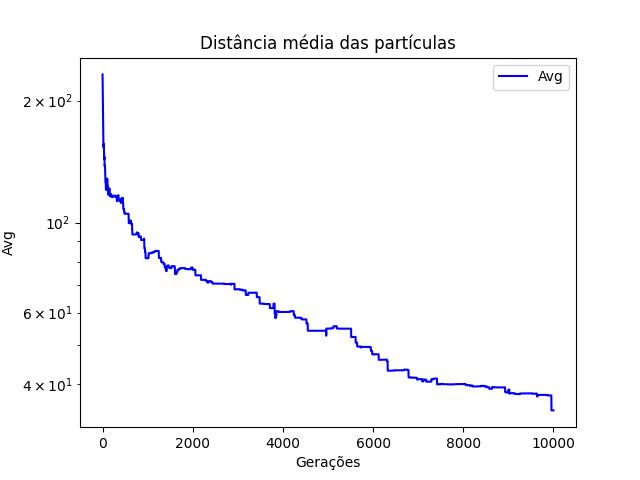 Distância média das partículas
Avg
2 × 10²
10²
6 × 10¹
4 × 10¹
Avg
0 2000 4000 6000 8000 10000
Gerações